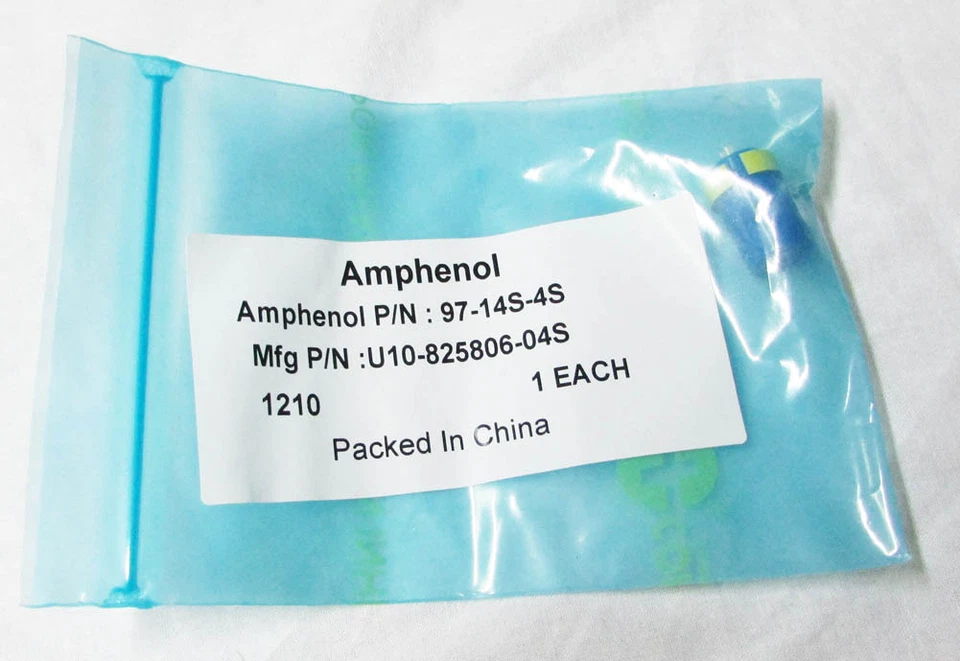 Amphenol
Amphenol P/N : 97-14S-4S
Mfg P/N :U10-825806-04S
1210 1 EACH
Packed In China